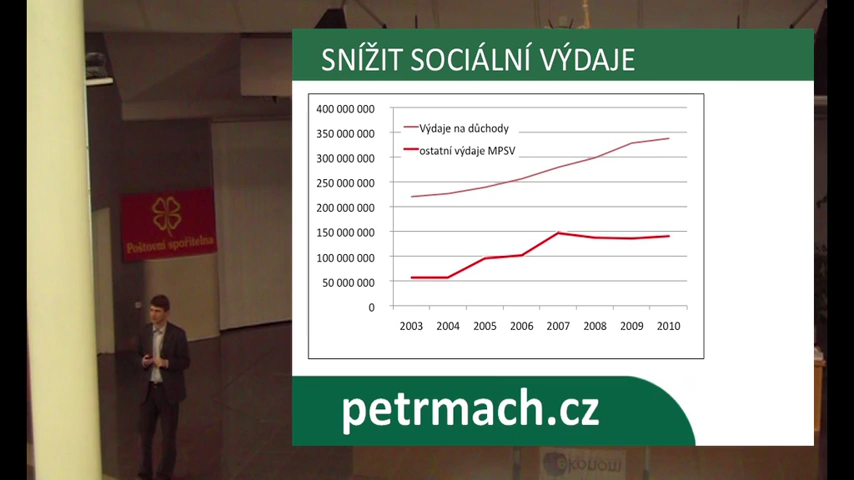 SNÍŽIT SOCIÁLNÍ VÝDAJE
400 000 000
350 000 000
300 000 000
250 000 000
200 000 000
150 000 000
100 000 000
50 000 000
0
Výdaje na důchody
ostatní výdaje MPSV
2003 2004 2005 2006 2007 2008 2009 2010
petrmach.cz
Poštovní spořitelna